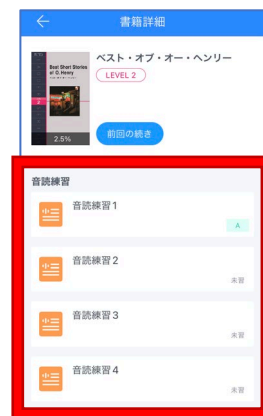 書籍詳細
ベスト・オブ・オー・ヘンリー
LEVEL 2
Best Short Stories
of O. Henry
2
2.5%
前回の続き
音読練習
音読練習1
A
音読練習2
未習
音読練習3
未習
音読練習4
未習